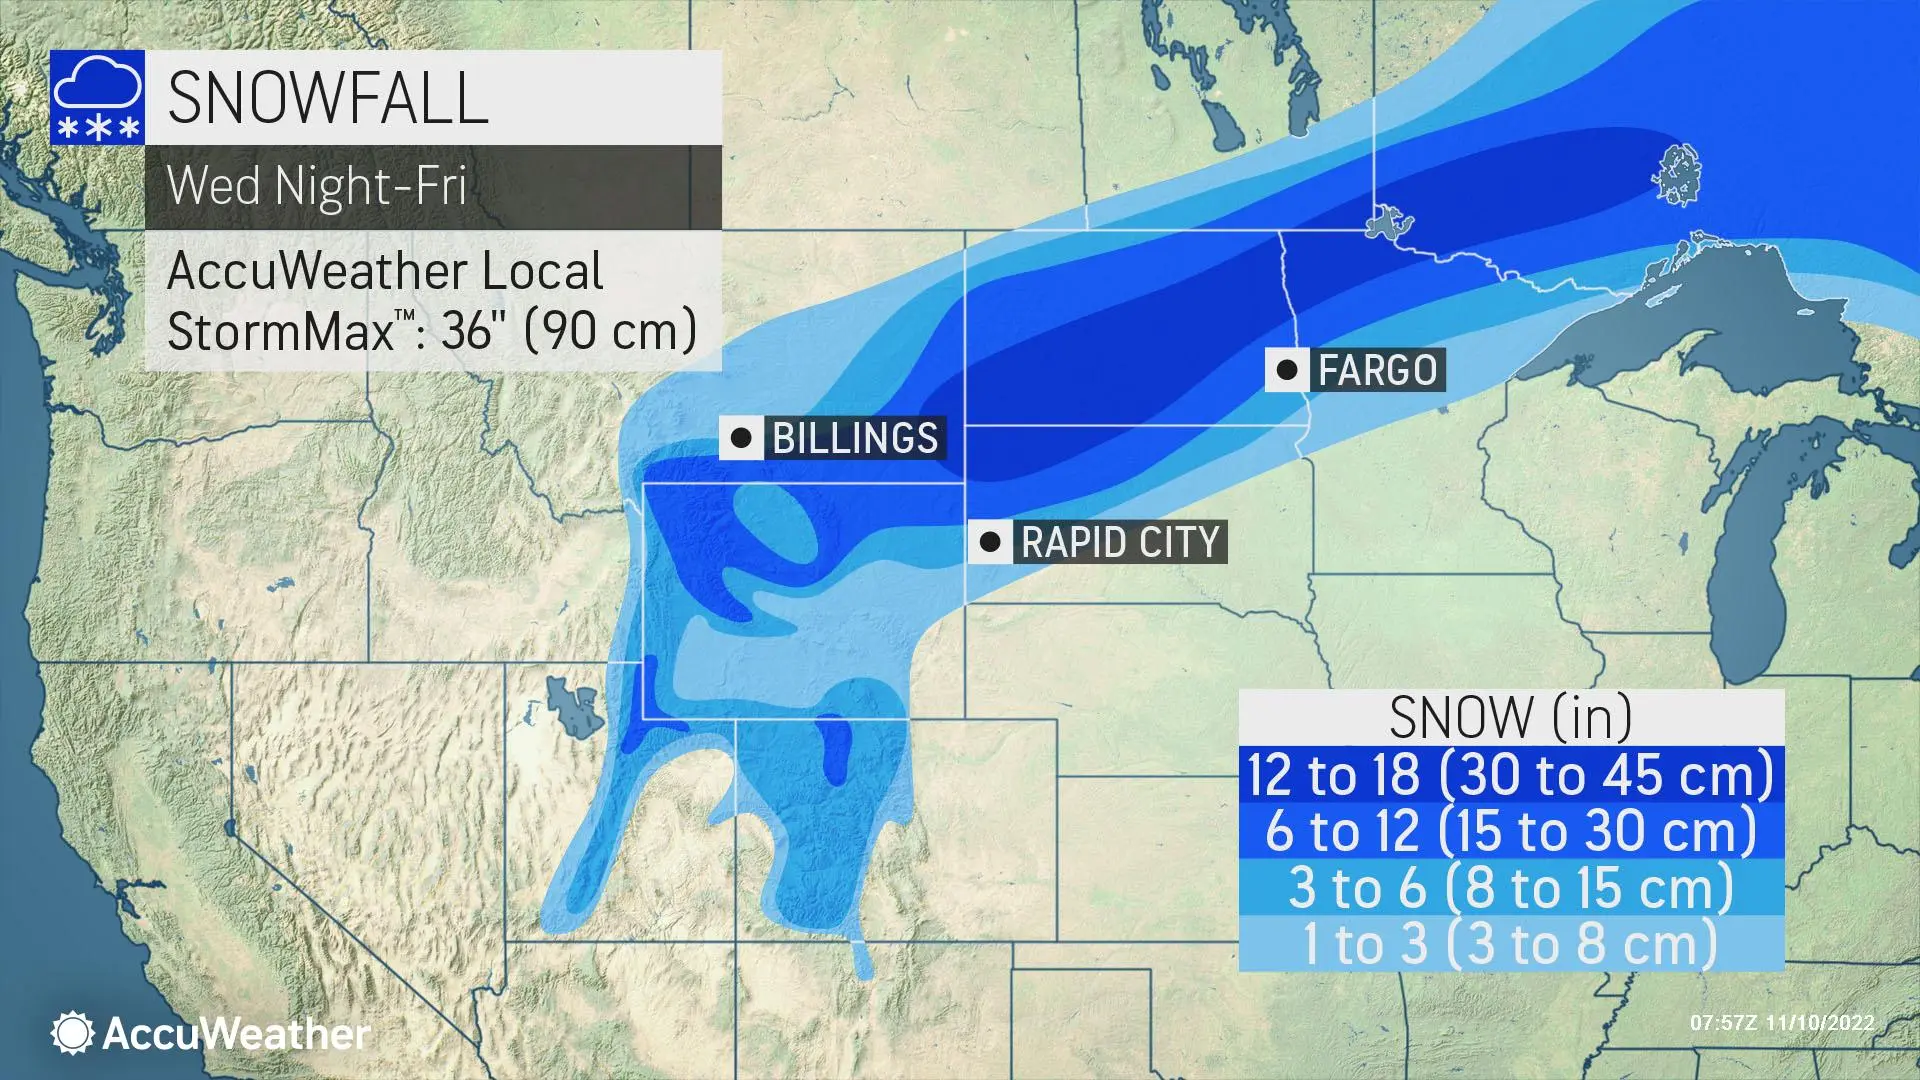 SNOWFALL
Wed Night-Fri
AccuWeather Local
StormMax™: 36" (90 cm)
FARGO
BILLINGS
RAPID CITY
SNOW (in)
12 to 18 (30 to 45 cm)
6 to 12 (15 to 30 cm)
3 to 6 (8 to 15 cm)
1 to 3 (3 to 8 cm)
AccuWeather
07:57Z 11/10/2022